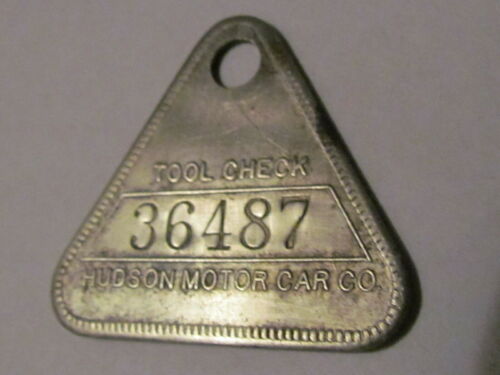 TOOL CHECK
36487
HUDSON MOTOR CAR CO.